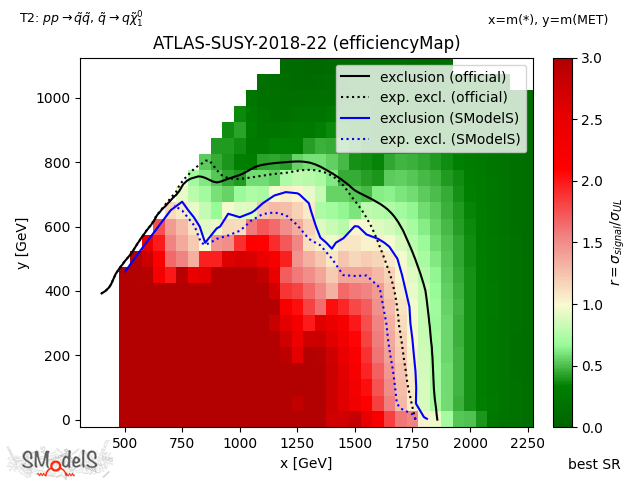 T2: pp → q̃q̃, q̃ → qχ̃₁⁰
x=m(*), y=m(MET)
ATLAS-SUSY-2018-22 (efficiencyMap)
exclusion (official)
exp. excl. (official)
exclusion (SModelS)
exp. excl. (SModelS)
1000
800
600
400
200
0
y [GeV]
500
750
1000
1250
1500
1750
2000
2250
x [GeV]
3.0
2.5
2.0
1.5
1.0
0.5
0.0
r = σsignal/σUL
best SR
SModelS